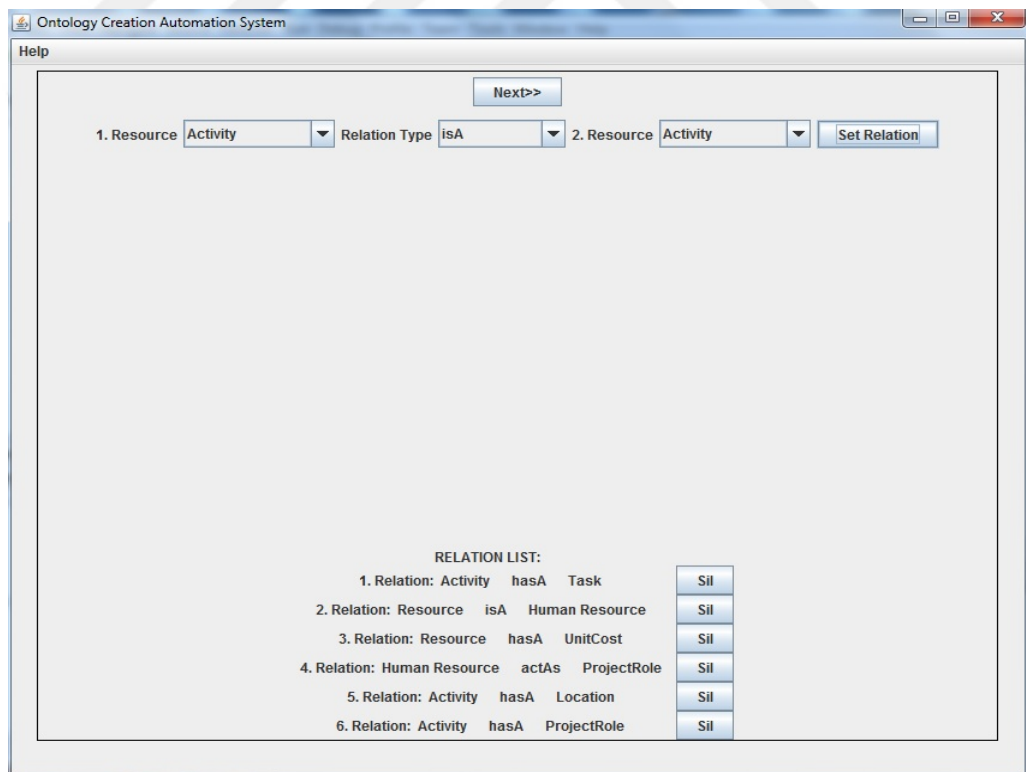 Ontology Creation Automation System
Help
Next>>
1. Resource Activity Relation Type isA 2. Resource Activity Set Relation
RELATION LIST:
1. Relation: Activity hasA Task Sil
2. Relation: Resource isA Human Resource Sil
3. Relation: Resource hasA UnitCost Sil
4. Relation: Human Resource actAs ProjectRole Sil
5. Relation: Activity hasA Location Sil
6. Relation: Activity hasA ProjectRole Sil